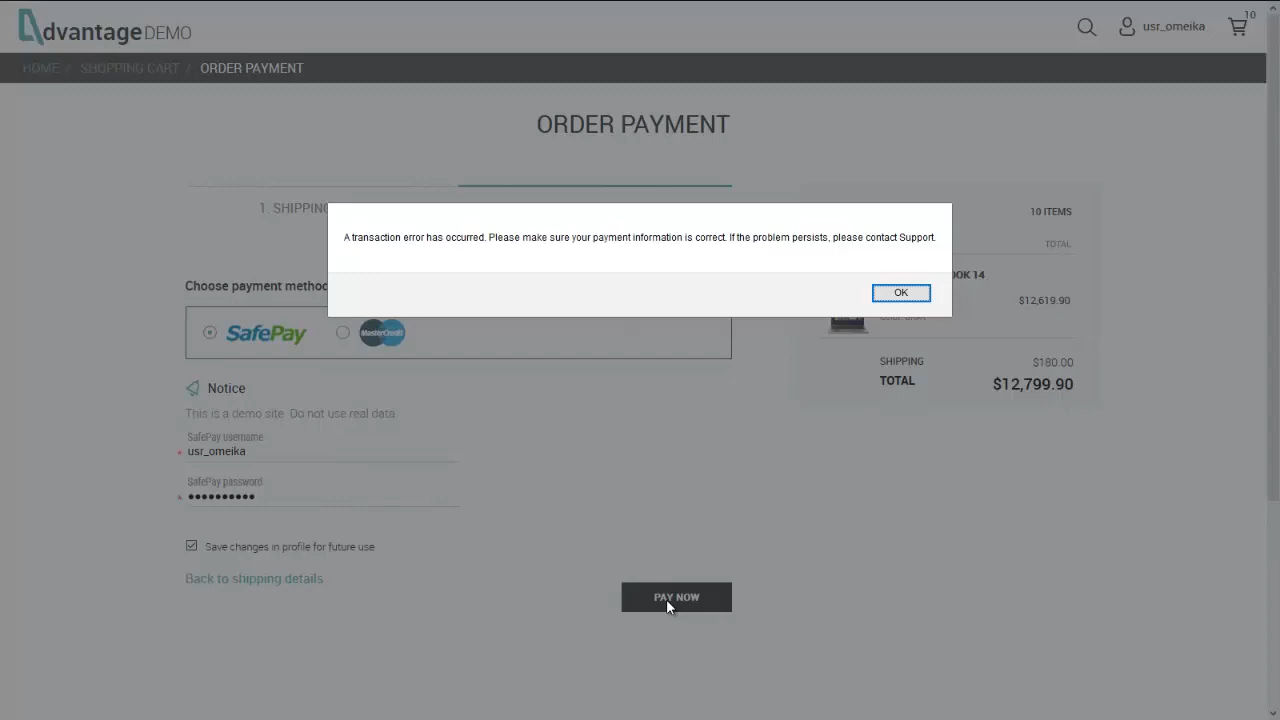 AdvantageDEMO
usr_omeika
10
HOME / SHOPPING CART / ORDER PAYMENT
ORDER PAYMENT
1. SHIPPING
A transaction error has occurred. Please make sure your payment information is correct. If the problem persists, please contact Support.
OK
Choose payment method
SafePay
MasterCredit
Notice
This is a demo site. Do not use real data
SafePay username
usr_omeika
SafePay password
Save changes in profile for future use
Back to shipping details
PAY NOW
10 ITEMS
TOTAL
OOK 14
$12,619.90
SHIPPING $180.00
TOTAL $12,799.90